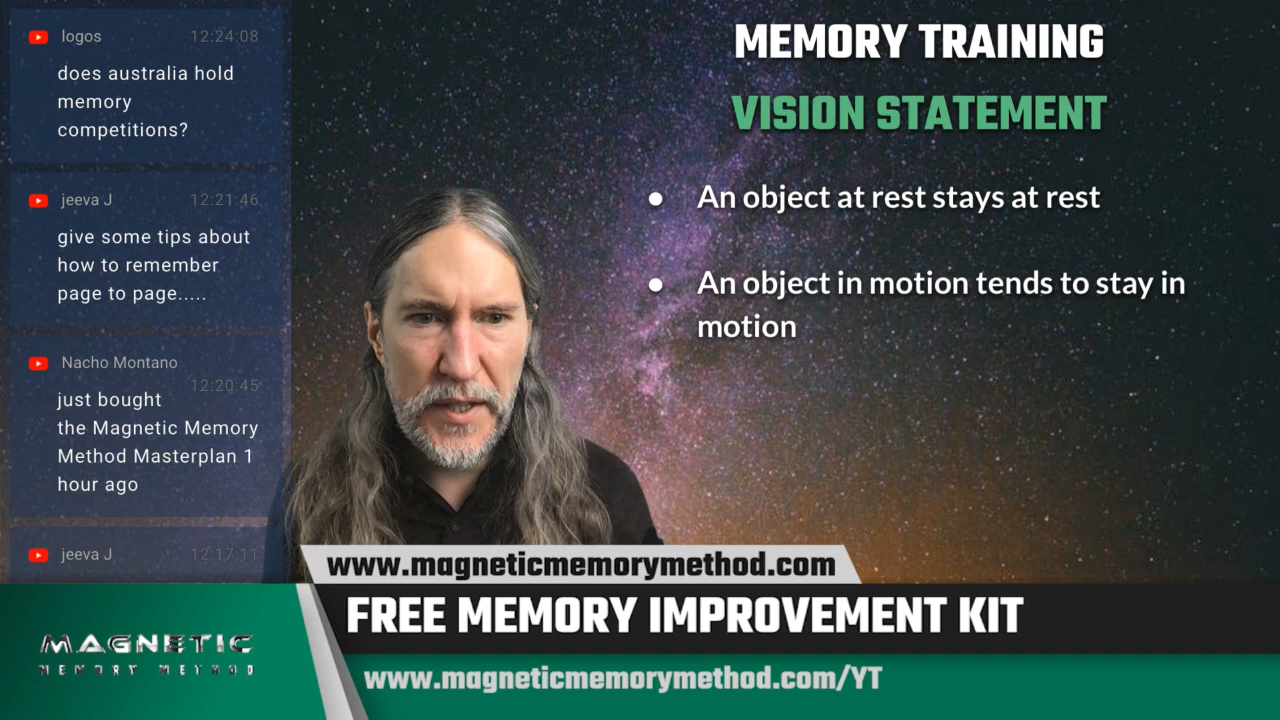 logos 12:24:08
does australia hold
memory
competitions?
jeeva J 12:21:46
give some tips about
how to remember
page to page.....
Nacho Montano
12:20:45
just bought
the Magnetic Memory
Method Masterplan 1
hour ago
jeeva J 12:17:11
MEMORY TRAINING
VISION STATEMENT
● An object at rest stays at rest
● An object in motion tends to stay in
motion
www.magneticmemorymethod.com
FREE MEMORY IMPROVEMENT KIT
www.magneticmemorymethod.com/YT
MAGNETIC
MEMORY METHOD